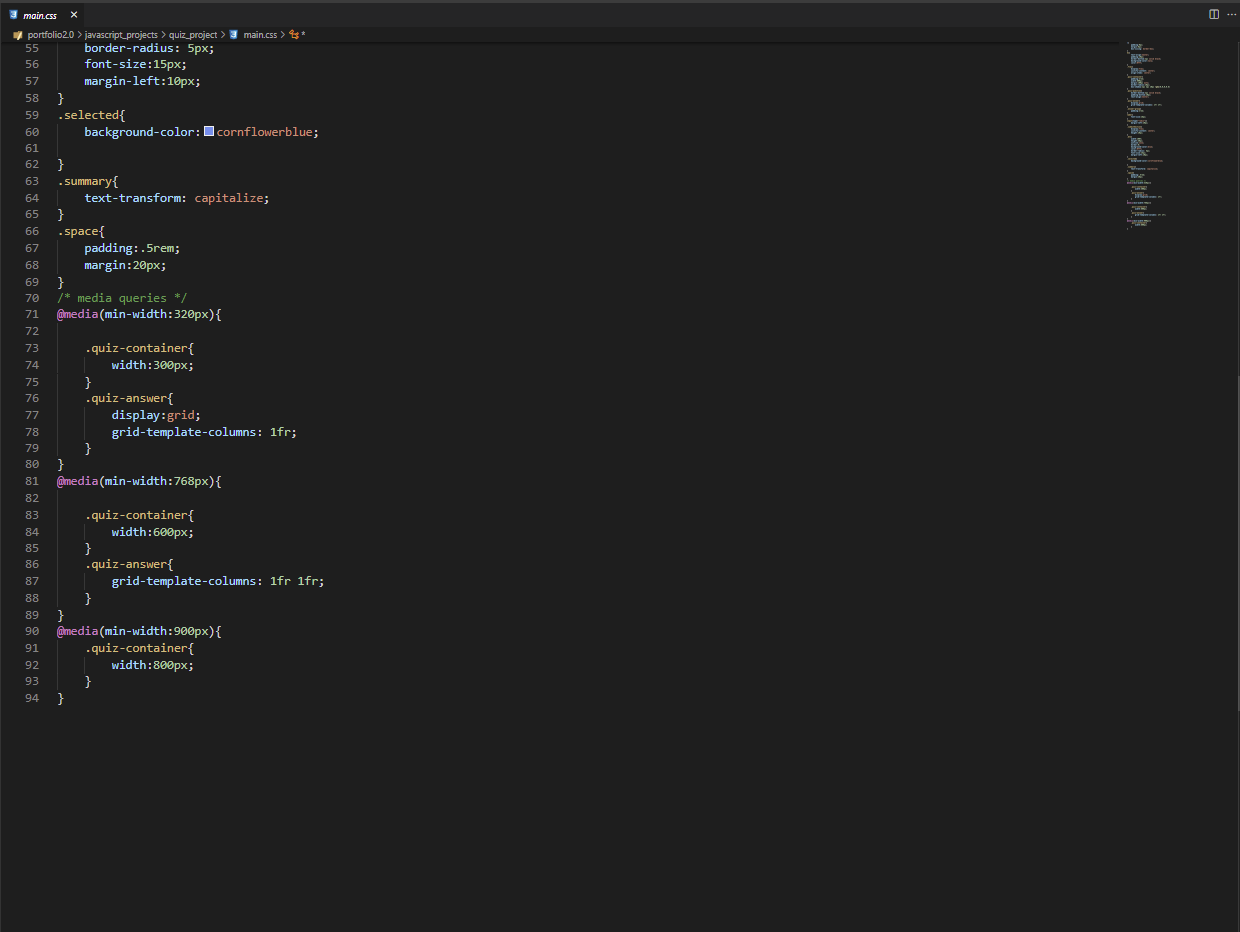 main.css
portfolio2.0 > javascript_projects > quiz_project > main.css > *
55 border-radius: 5px;
56 font-size:15px;
57 margin-left:10px;
58 }
59 .selected{
60 background-color: cornflowerblue;
61
62 }
63 .summary{
64 text-transform: capitalize;
65 }
66 .space{
67 padding:.5rem;
68 margin:20px;
69 }
70 /* media queries */
71 @media(min-width:320px){
72
73 .quiz-container{
74 width:300px;
75 }
76 .quiz-answer{
77 display:grid;
78 grid-template-columns: 1fr;
79 }
80 }
81 @media(min-width:768px){
82
83 .quiz-container{
84 width:600px;
85 }
86 .quiz-answer{
87 grid-template-columns: 1fr 1fr;
88 }
89 }
90 @media(min-width:900px){
91 .quiz-container{
92 width:800px;
93 }
94 }